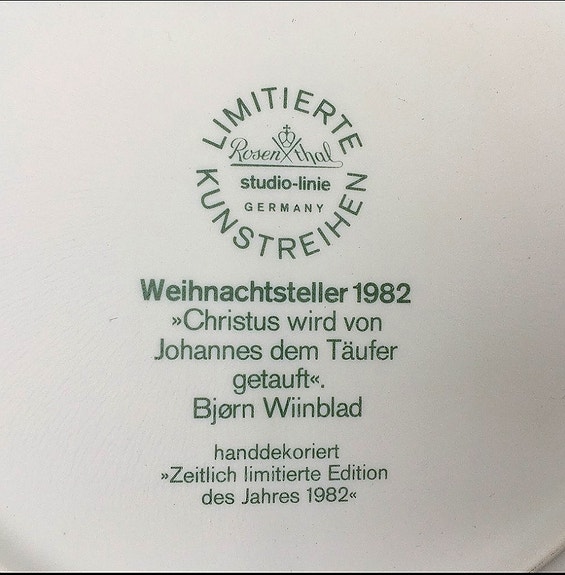 LIMITIERTE
Rosenthal
studio-linie
GERMANY
KUNSTREIHEN
Weihnachtsteller 1982
»Christus wird von
Johannes dem Täufer
getauft«.
Bjørn Wiinblad
handdekoriert
»Zeitlich limitierte Edition
des Jahres 1982«